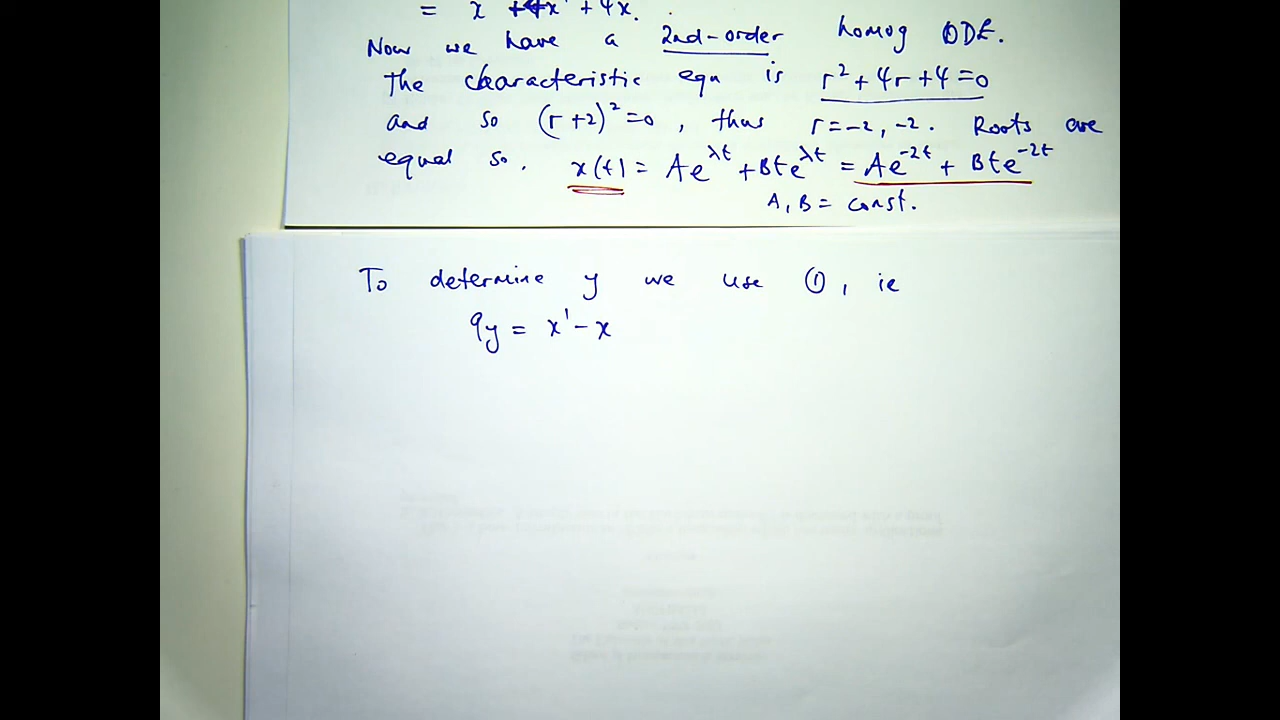 = x'' + 4x' + 4x.
Now we have a 2nd-order homog ODE.
The characteristic equ is r² + 4r + 4 = 0
and so (r + 2)² = 0, thus r = -2, -2. Roots are
equal so. x(t) = Ae^λt + Bte^λt = Ae^-2t + Bte^-2t
A, B = const.
To determine y we use ①, ie
9y = x' - x